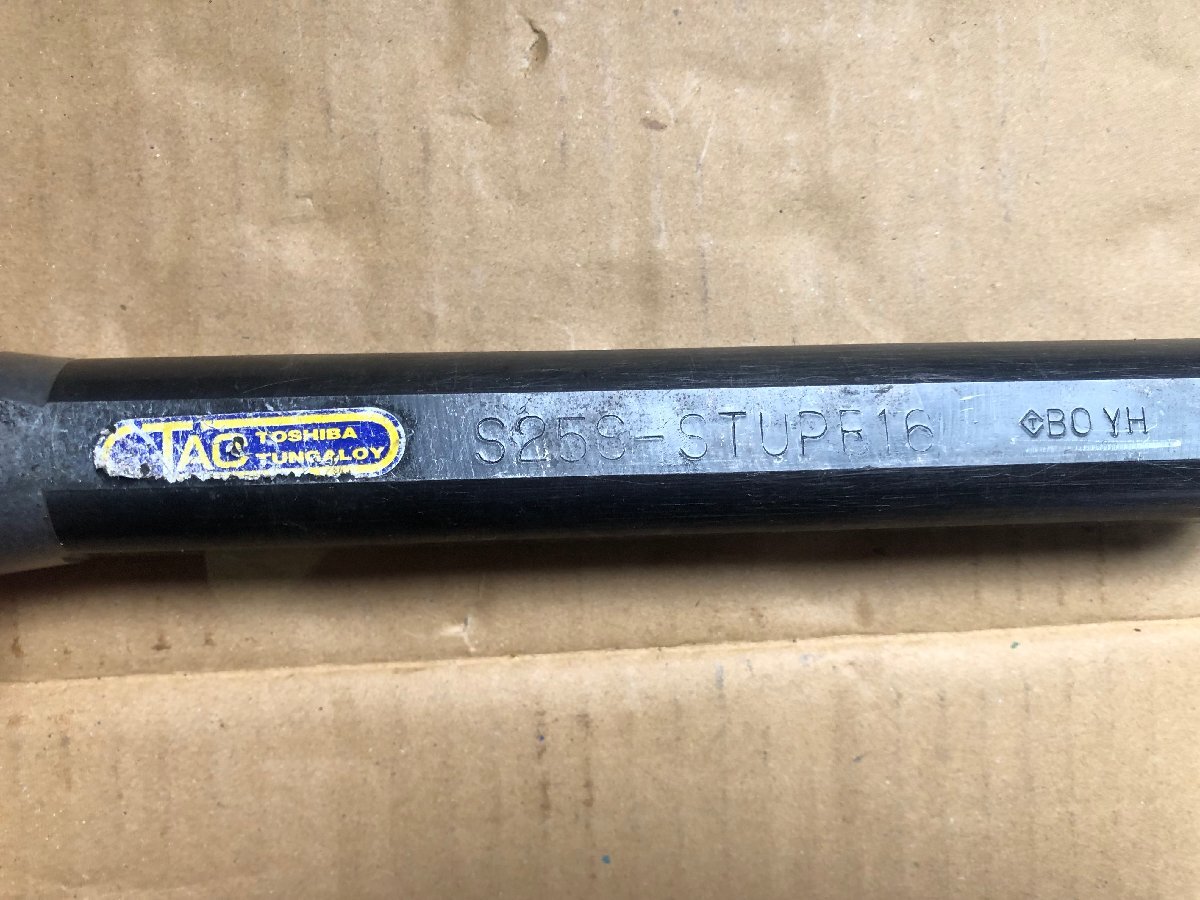 TAC TOSHIBA
TUNGALOY
S25S-STUPR16
BO YH